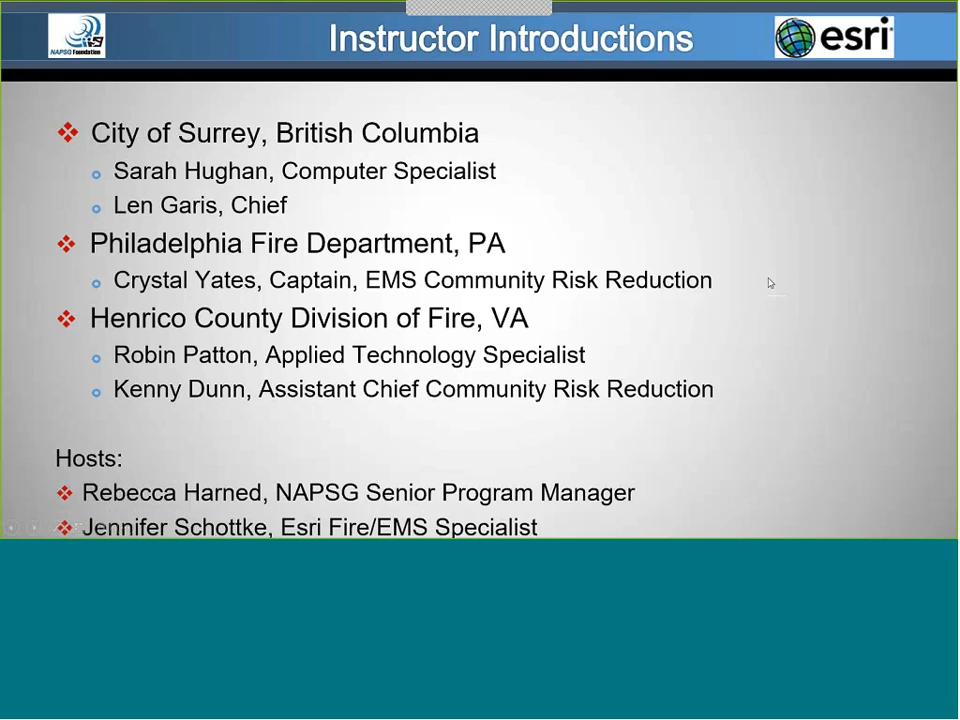 Instructor Introductions
NAPSG Foundation
esri
City of Surrey, British Columbia
Sarah Hughan, Computer Specialist
Len Garis, Chief
Philadelphia Fire Department, PA
Crystal Yates, Captain, EMS Community Risk Reduction
Henrico County Division of Fire, VA
Robin Patton, Applied Technology Specialist
Kenny Dunn, Assistant Chief Community Risk Reduction
Hosts:
Rebecca Harned, NAPSG Senior Program Manager
Jennifer Schottke, Esri Fire/EMS Specialist